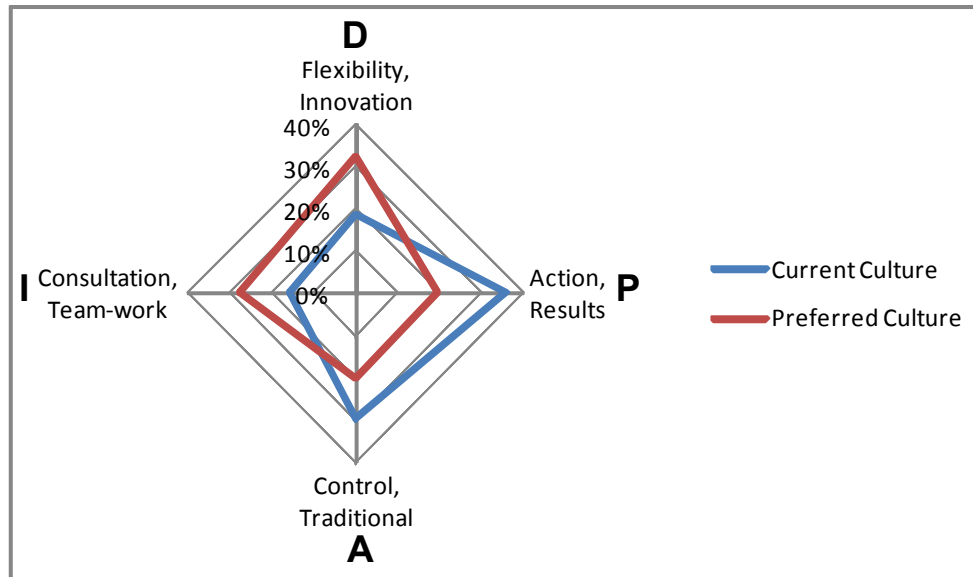 D
Flexibility,
Innovation
40%
30%
20%
10%
0%
I
Consultation,
Team-work
Action,
Results
P
Control,
Traditional
A
Current Culture
Preferred Culture